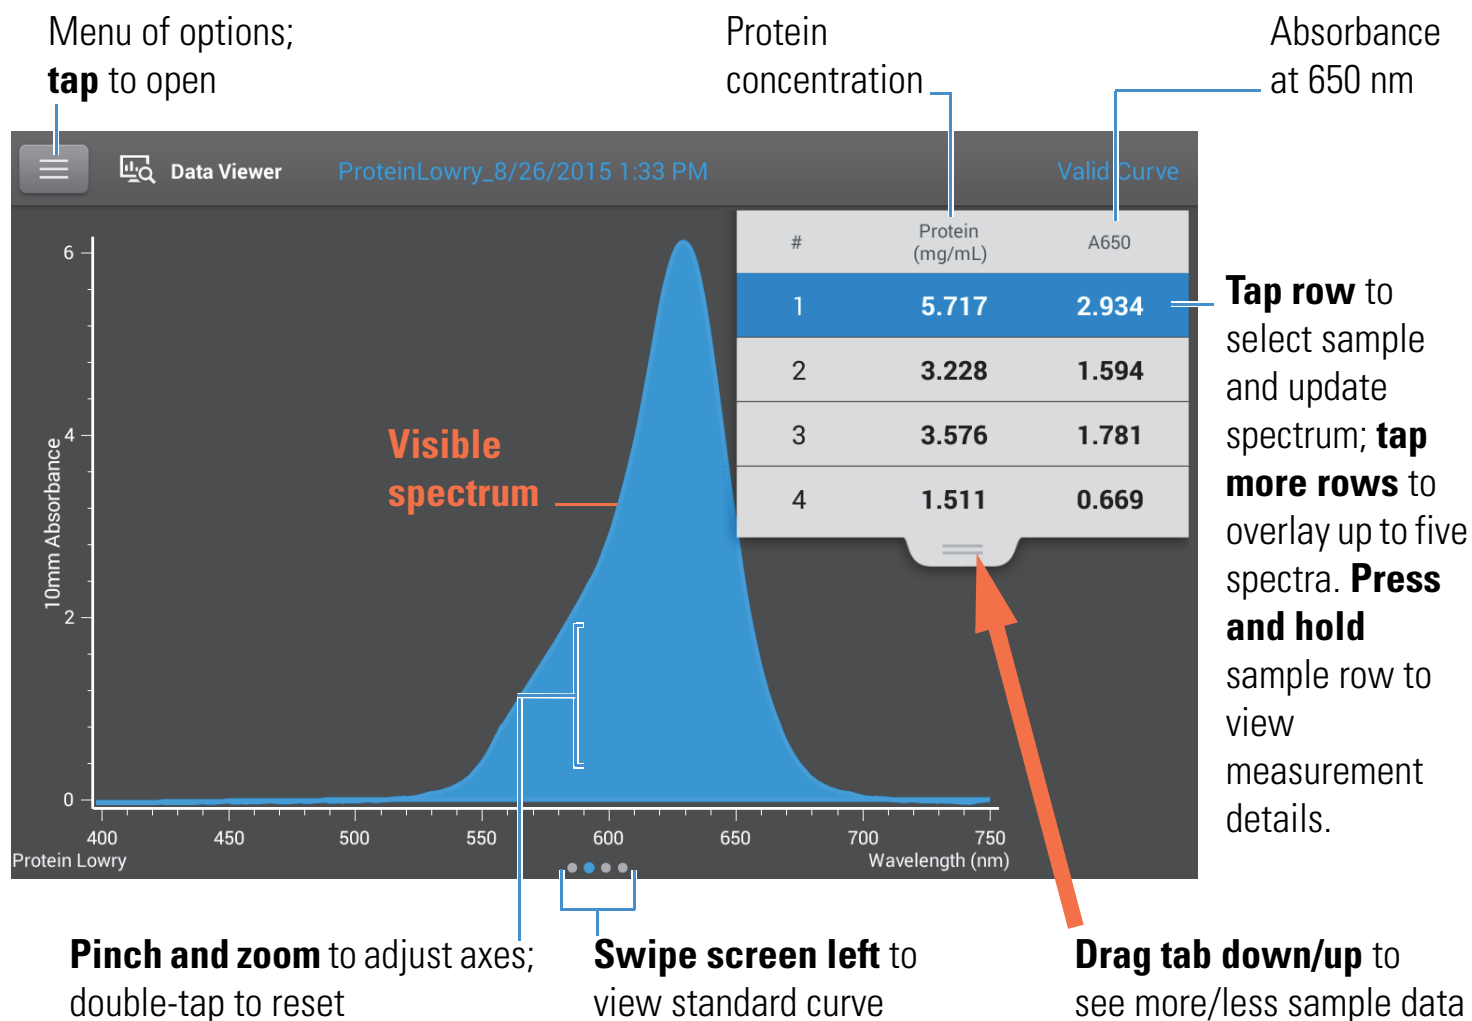 Menu of options;
tap to open
Protein
concentration
Absorbance
at 650 nm
Data Viewer
ProteinLowry_8/26/2015 1:33 PM
Valid Curve
# Protein (mg/mL) A650
1 5.717 2.934
2 3.228 1.594
3 3.576 1.781
4 1.511 0.669
Tap row to
select sample
and update
spectrum; tap
more rows to
overlay up to five
spectra. Press
and hold
sample row to
view
measurement
details.
Visible
spectrum
10mm Absorbance
6
4
2
0
400 450 500 550 600 650 700 750
Protein Lowry
Wavelength (nm)
Pinch and zoom to adjust axes;
double-tap to reset
Swipe screen left to
view standard curve
Drag tab down/up to
see more/less sample data